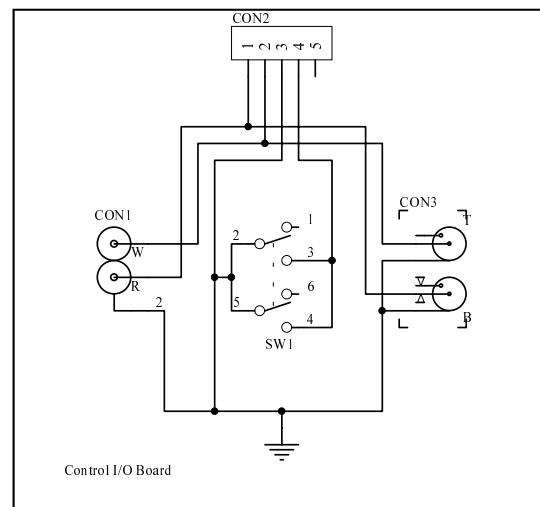 CON2
1 2 3 4 5
CON1
W
R
2
CON3
T
B
1
2
3
6
5
4
SW1
Control I/O Board